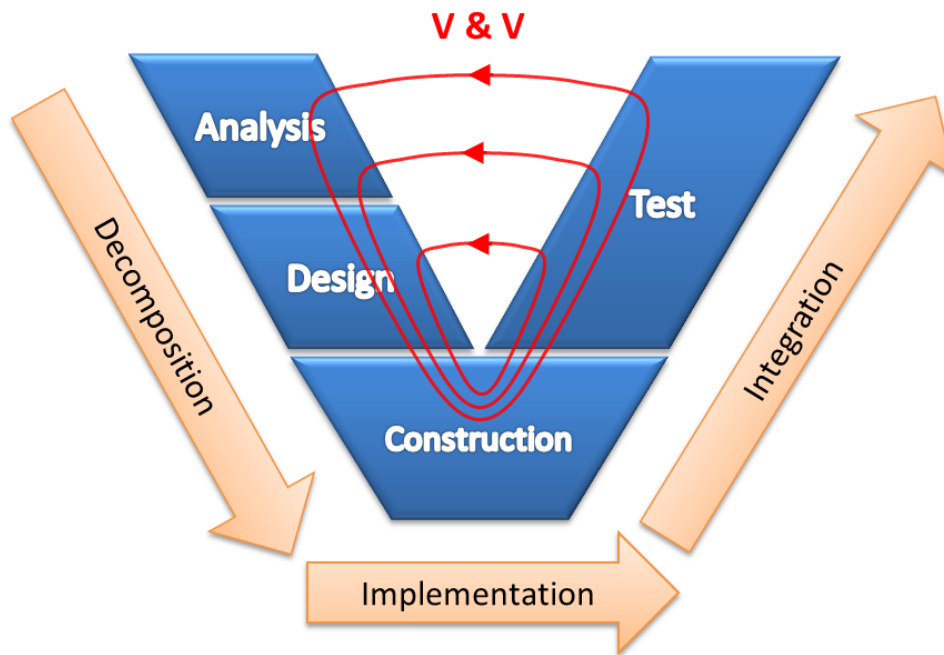 V & V
Analysis
Design
Test
Construction
Decomposition
Implementation
Integration